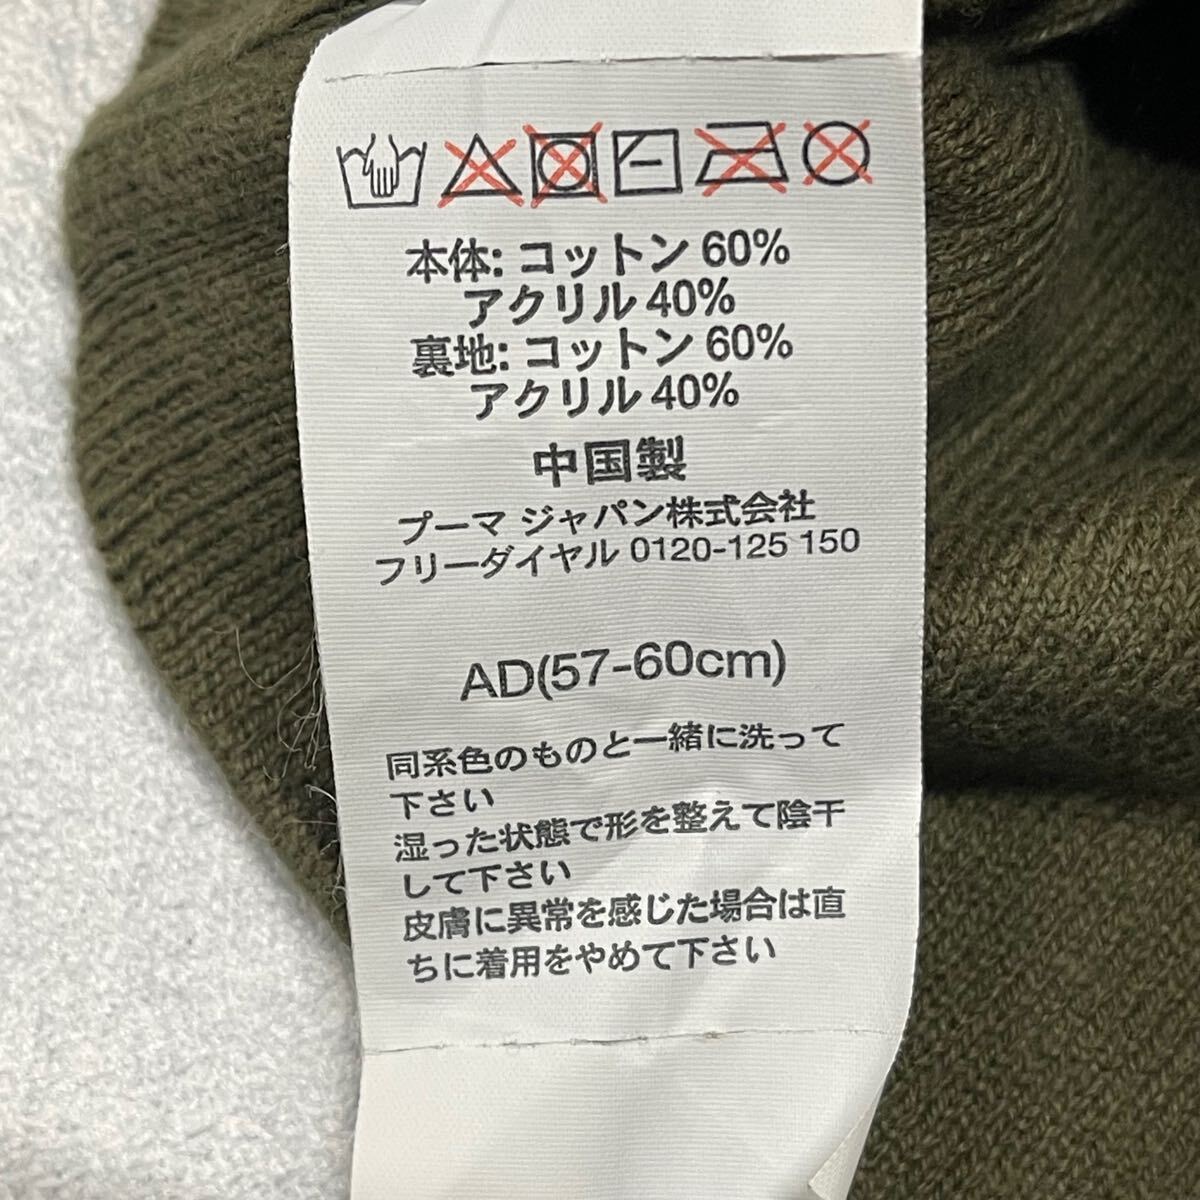 本体: コットン 60%
アクリル 40%
裏地: コットン 60%
アクリル 40%
中国製
プーマ ジャパン株式会社
フリーダイヤル 0120-125 150
AD(57-60cm)
同系色のものと一緒に洗って
下さい
湿った状態で形を整えて陰干
して下さい
皮膚に異常を感じた場合は直
ちに着用をやめて下さい